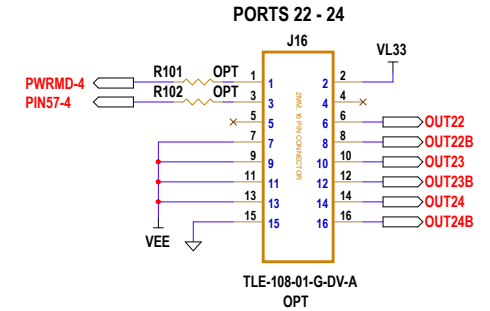 PORTS 22 - 24
J16
VL33
R101 OPT 1 1 2 2
PWRMD-4
R102 OPT 3 3 4 4
PIN57-4
5 5 6 6 OUT22
7 7 8 8 OUT22B
9 9 10 10 OUT23
11 11 12 12 OUT23B
13 13 14 14 OUT24
15 15 16 16 OUT24B
2MM, 16 PIN CONNECTOR
VEE
TLE-108-01-G-DV-A
OPT